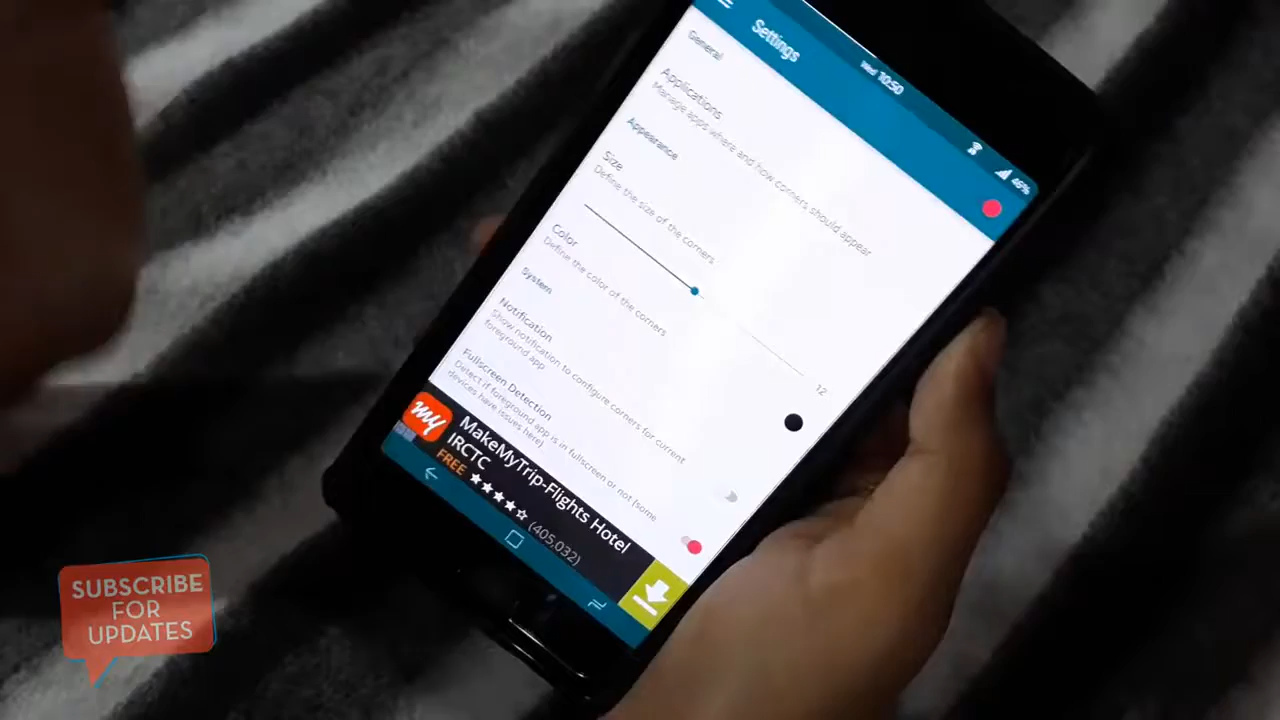 Wed 10:50
46%
Settings
General
Applications
Manage apps where and how corners should appear
Appearance
Size
Define the size of the corners
12
Color
Define the color of the corners
System
Notification
Show notification to configure corners for current
foreground app
Fullscreen Detection
Detect if foreground app is in fullscreen or not (some
devices have issues here)
my
MakeMyTrip-Flights Hotel
IRCTC
FREE
(405,032)
SUBSCRIBE
FOR
UPDATES